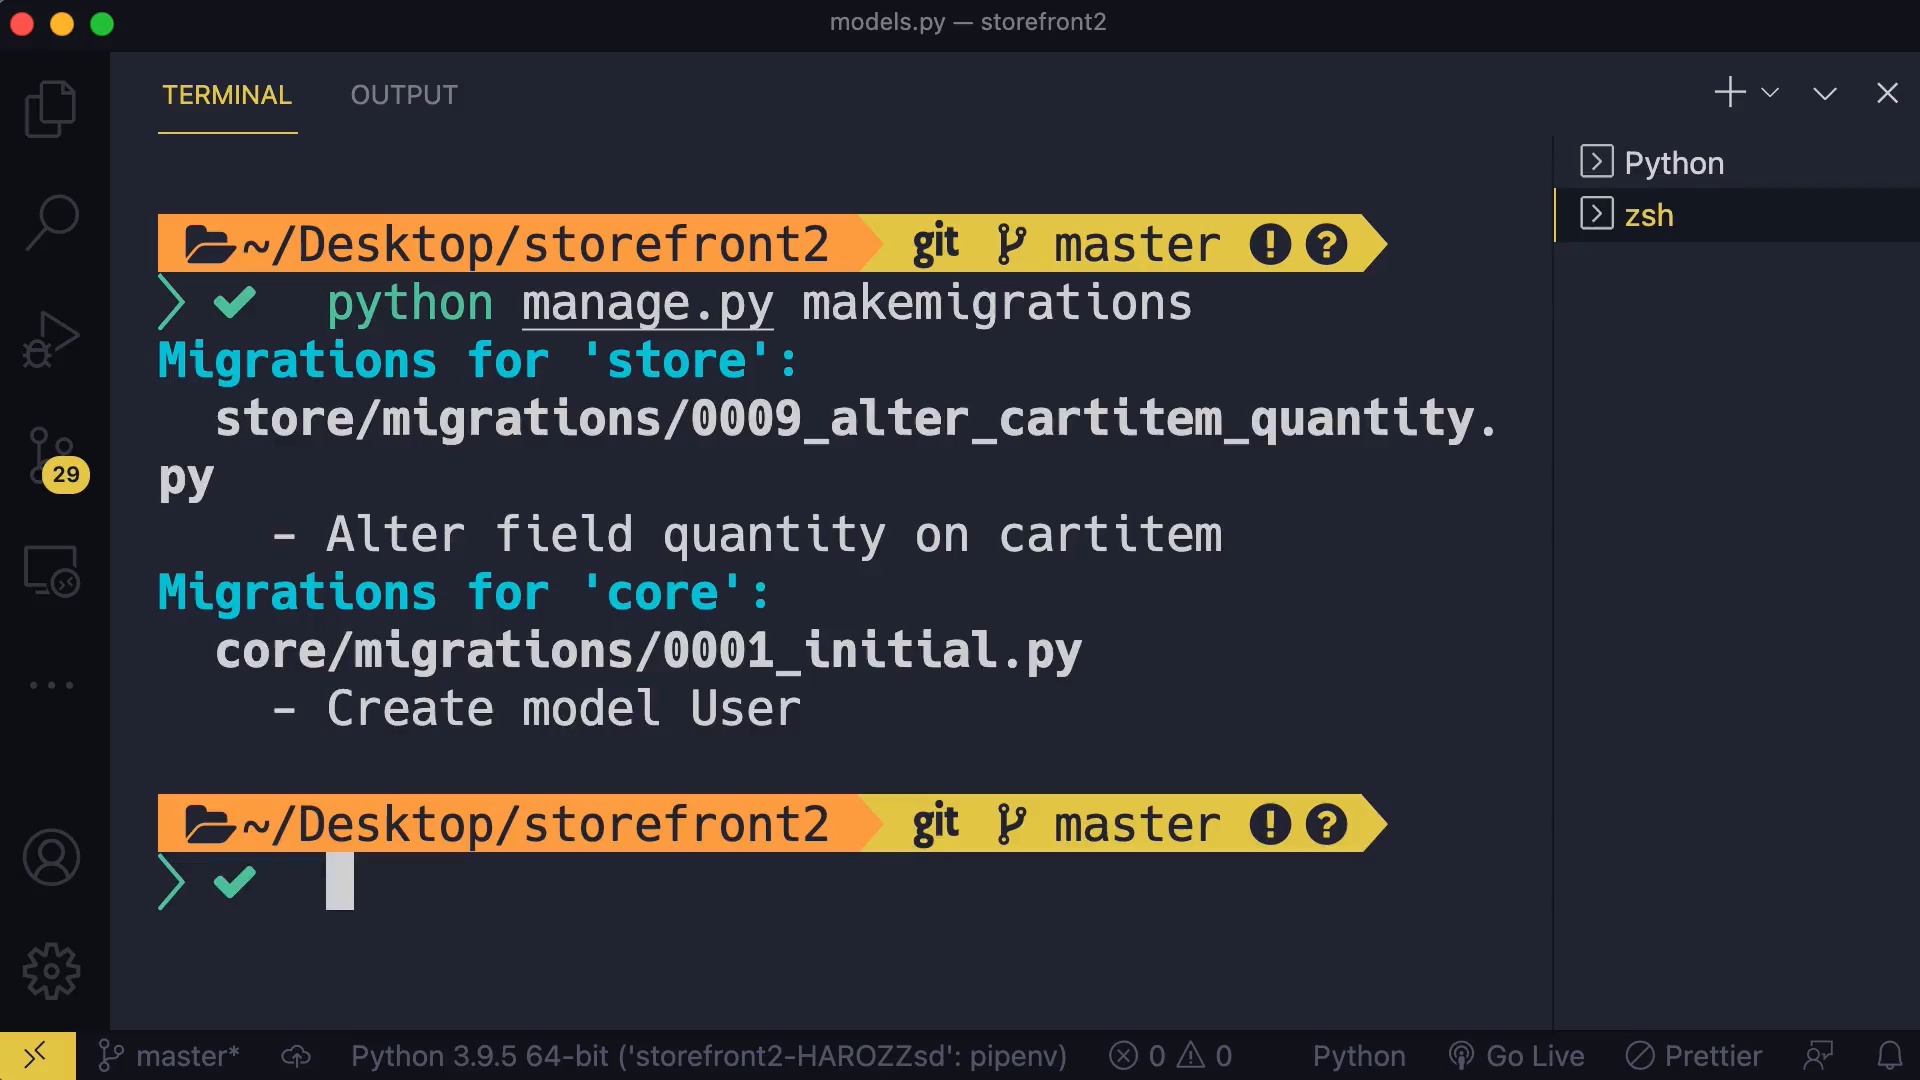 models.py — storefront2
TERMINAL OUTPUT
Python
zsh
~/Desktop/storefront2 git master
python manage.py makemigrations
Migrations for 'store':
store/migrations/0009_alter_cartitem_quantity.
py
- Alter field quantity on cartitem
Migrations for 'core':
core/migrations/0001_initial.py
- Create model User
~/Desktop/storefront2 git master
29
master* Python 3.9.5 64-bit ('storefront2-HAROZZsd': pipenv) 0 0 Python Go Live Prettier